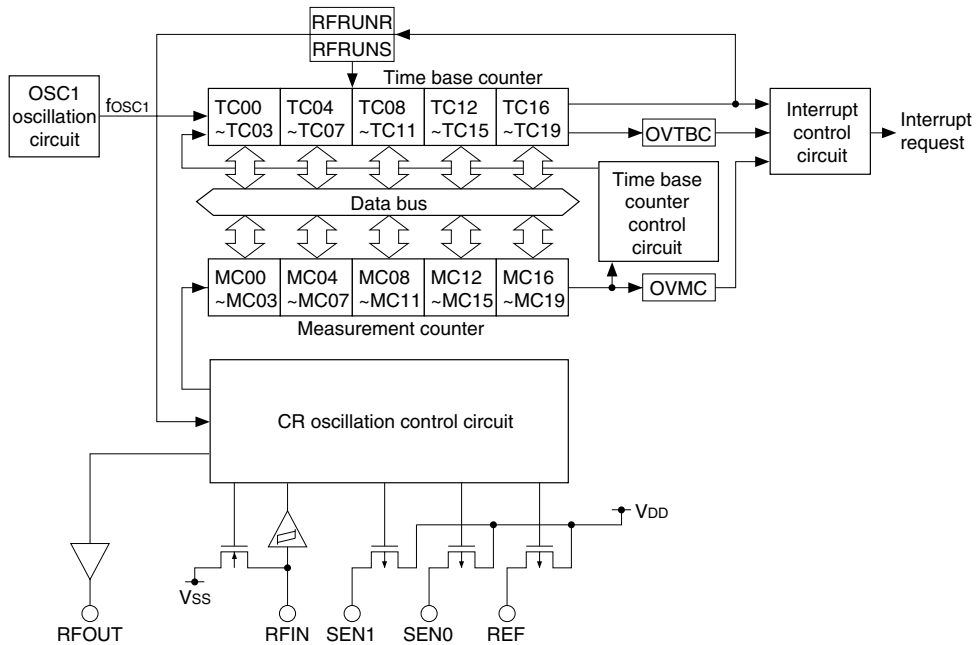 RFRUNR
RFRUNS
Time base counter
OSC1
oscillation
circuit
fOSC1
TC00
~TC03
TC04
~TC07
TC08
~TC11
TC12
~TC15
TC16
~TC19
OVTBC
Interrupt
control
circuit
Interrupt
request
Time base
counter
control
circuit
Data bus
MC00
~MC03
MC04
~MC07
MC08
~MC11
MC12
~MC15
MC16
~MC19
OVMC
Measurement counter
CR oscillation control circuit
VDD
VSS
RFOUT
RFIN
SEN1
SEN0
REF